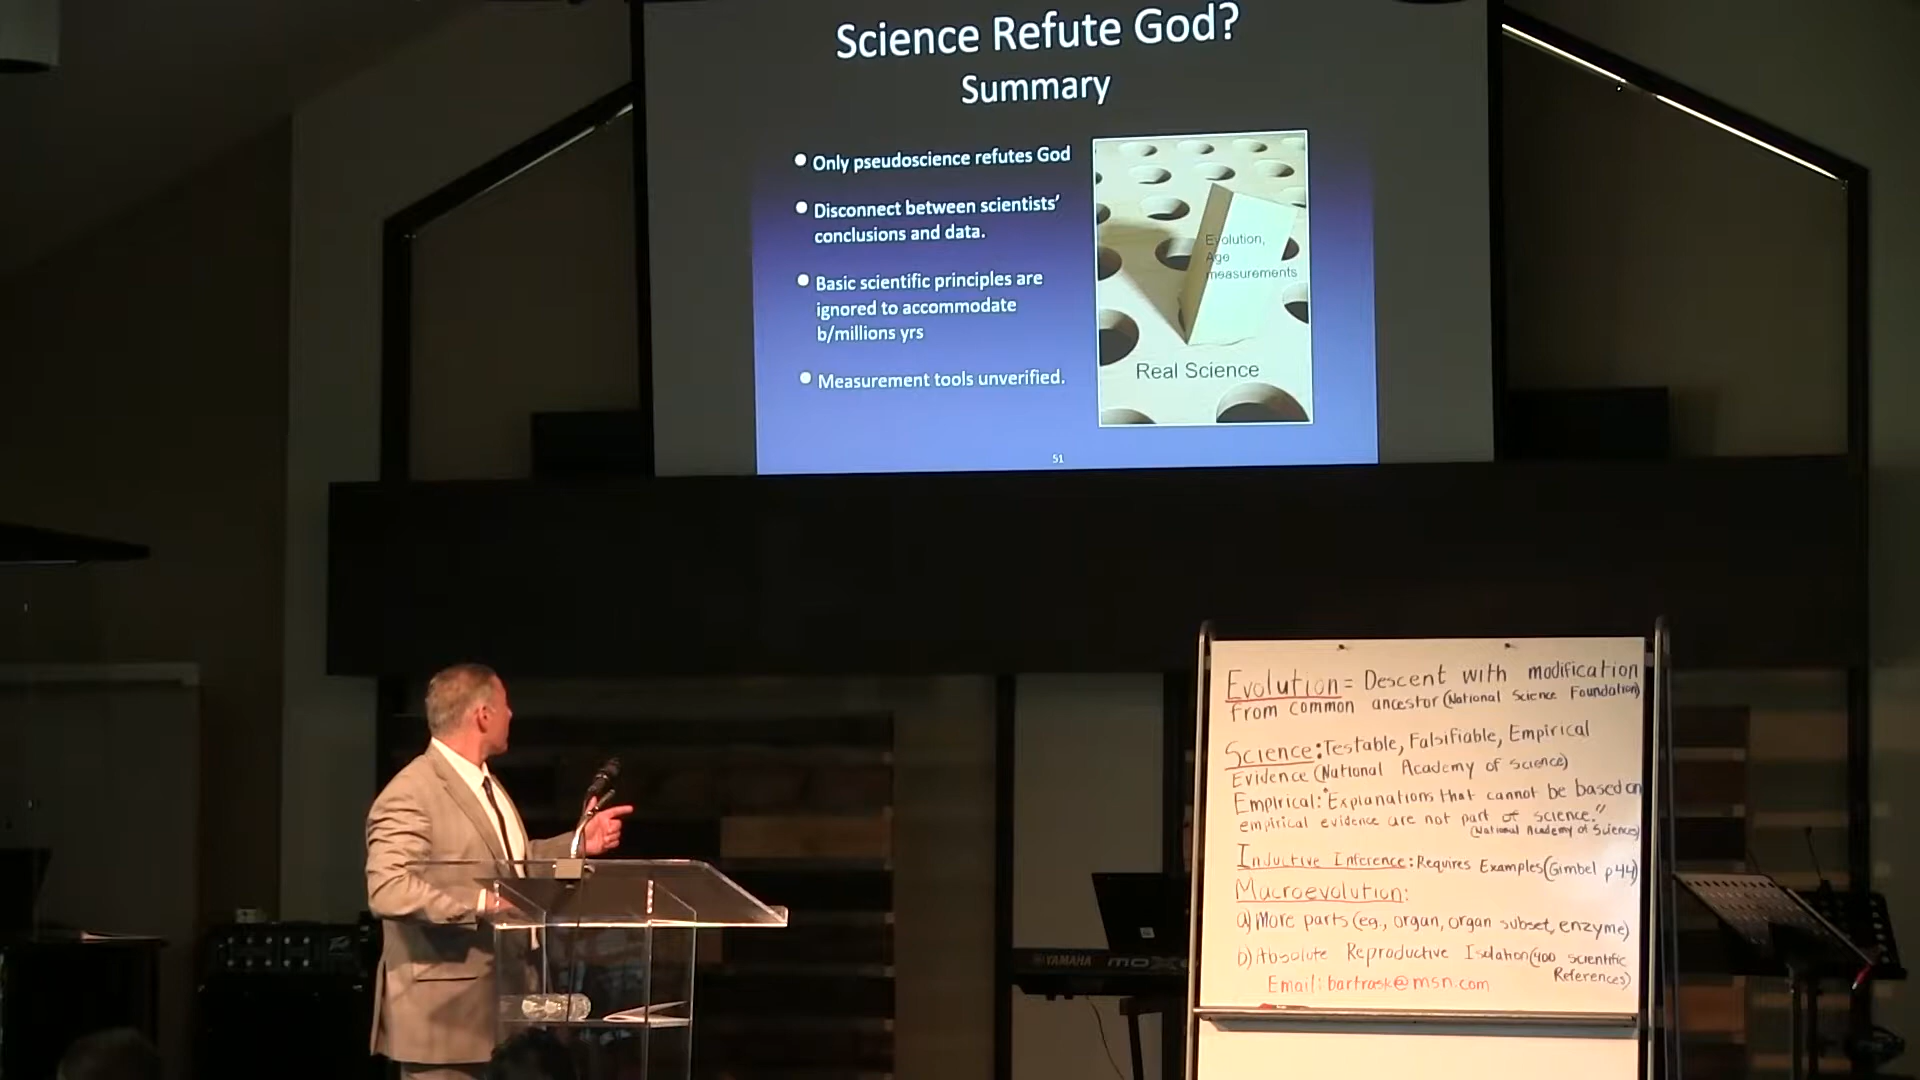 Science Refute God?
Summary
Only pseudoscience refutes God
Disconnect between scientists'
conclusions and data.
Basic scientific principles are
ignored to accommodate
b/millions yrs
Measurement tools unverified.
Evolution,
Age
measurements
Real Science
51
Evolution = Descent with modification
from common ancestor (National Science Foundation)
Science: Testable, Falsifiable, Empirical
Evidence (National Academy of Science)
Empirical: "Explanations that cannot be based on
empirical evidence are not part of science."
(National Academy of Science)
Inductive Inference: Requires Examples (Gimbel p44)
Macroevolution:
a) More parts (eg., organ, organ subset, enzyme)
b) Absolute Reproductive Isolation (400 scientific
References)
Email: bartrask@msn.com
YAMAHA